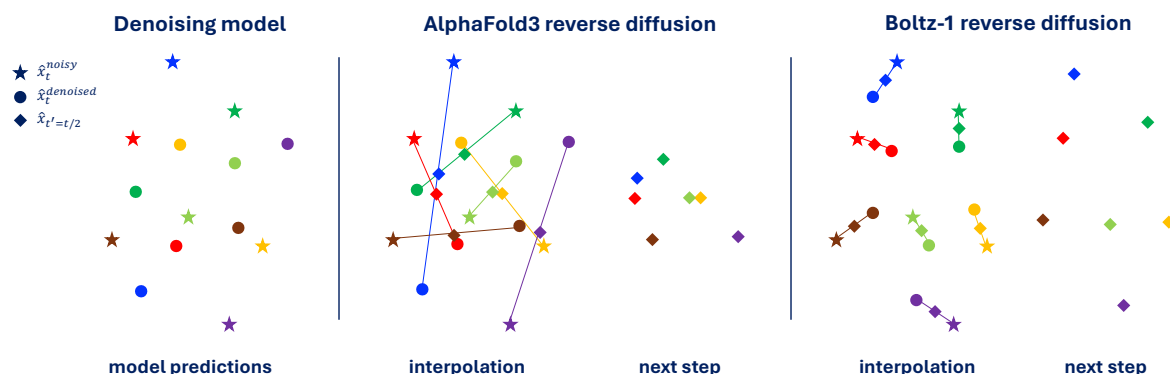 Denoising model
AlphaFold3 reverse diffusion
Boltz-1 reverse diffusion
x̂_t^{noisy}
x̂_t^{denoised}
x̂_{t'=t/2}
model predictions
interpolation
next step
interpolation
next step